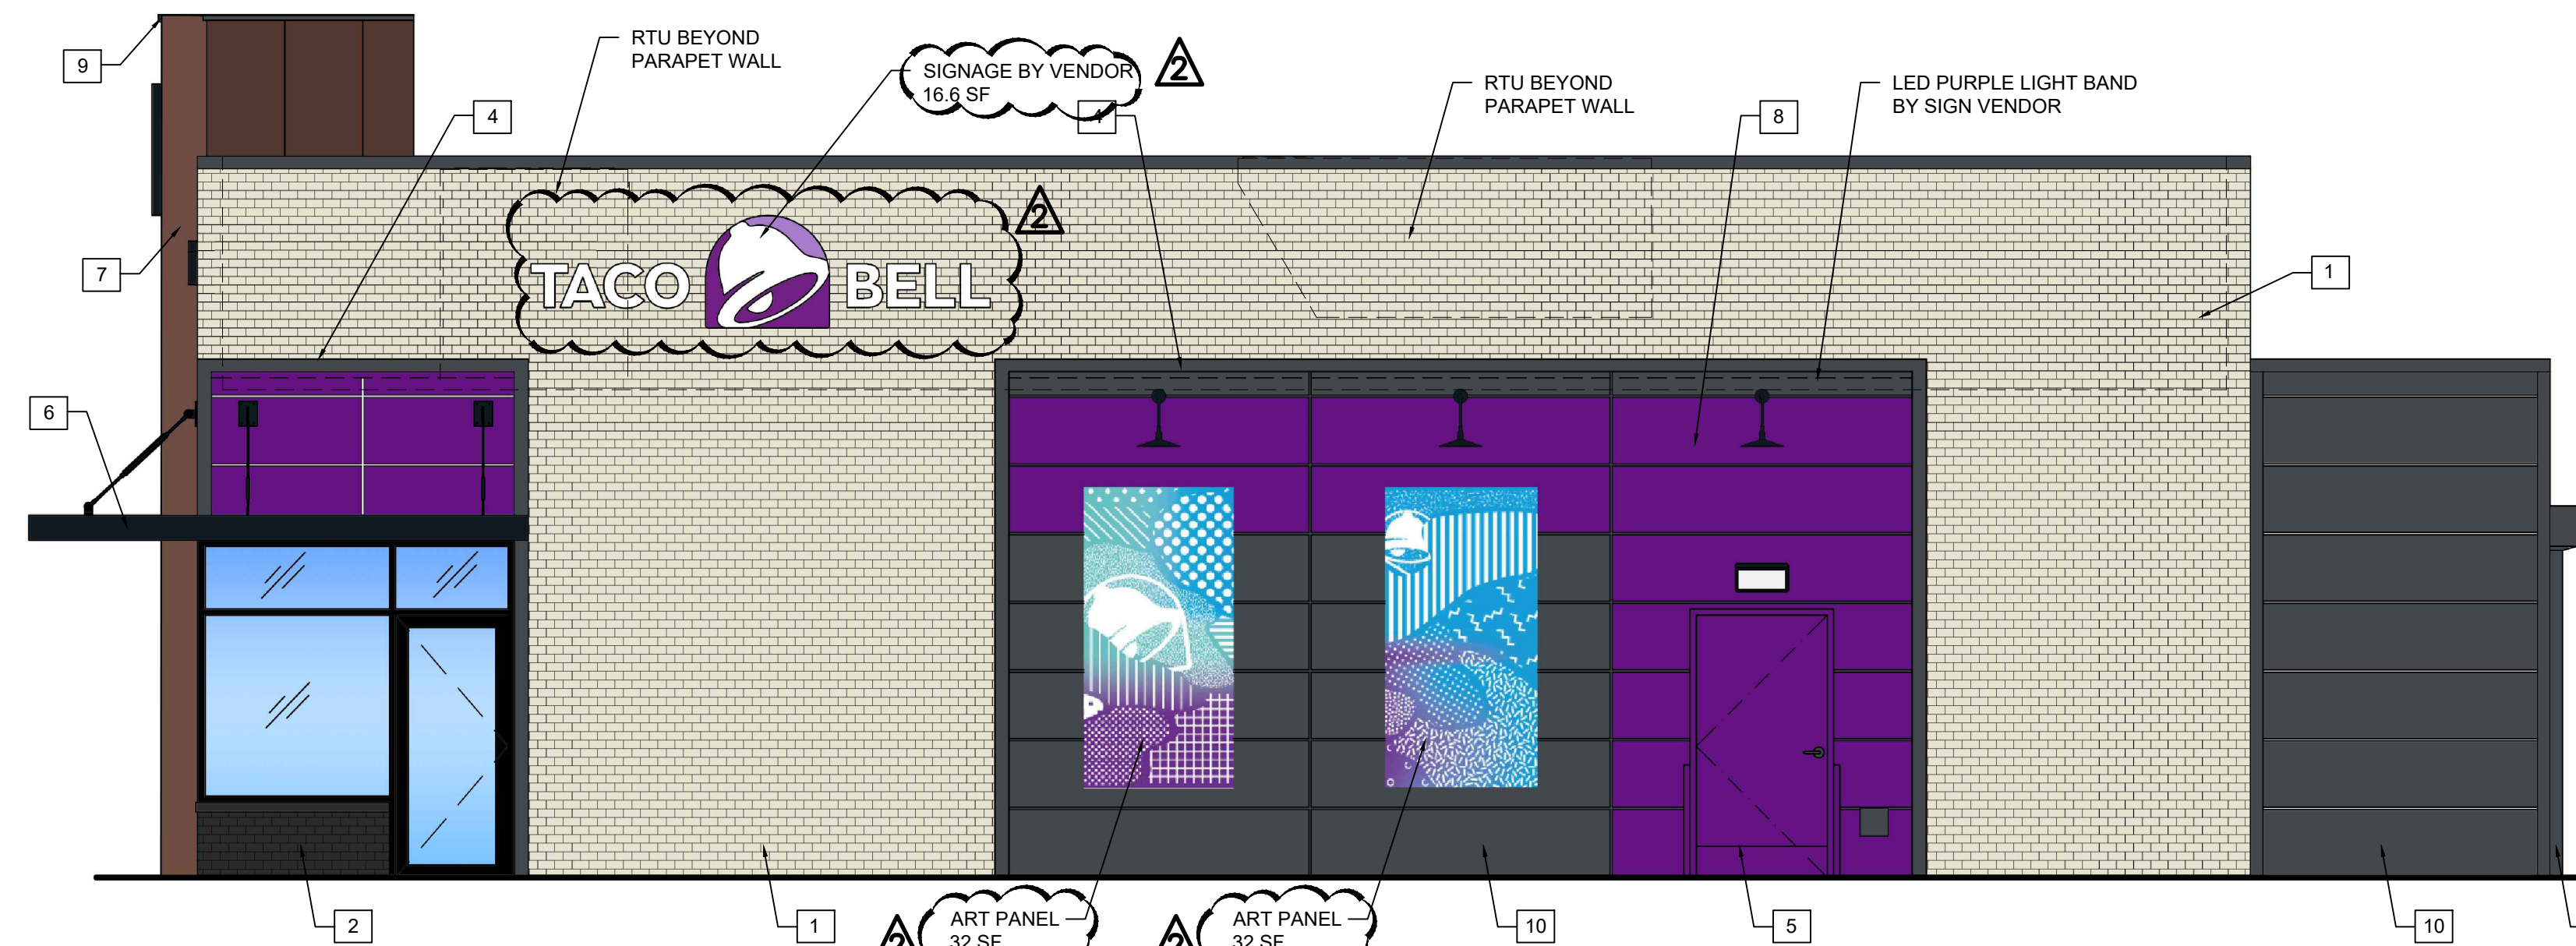 9
RTU BEYOND
PARAPET WALL
SIGNAGE BY VENDOR
16.6 SF
2
RTU BEYOND
PARAPET WALL
LED PURPLE LIGHT BAND
BY SIGN VENDOR
4
4
8
2
7
TACO BELL
1
6
ART PANEL
32 SF
2
ART PANEL
32 SF
2
2
1
10
5
10